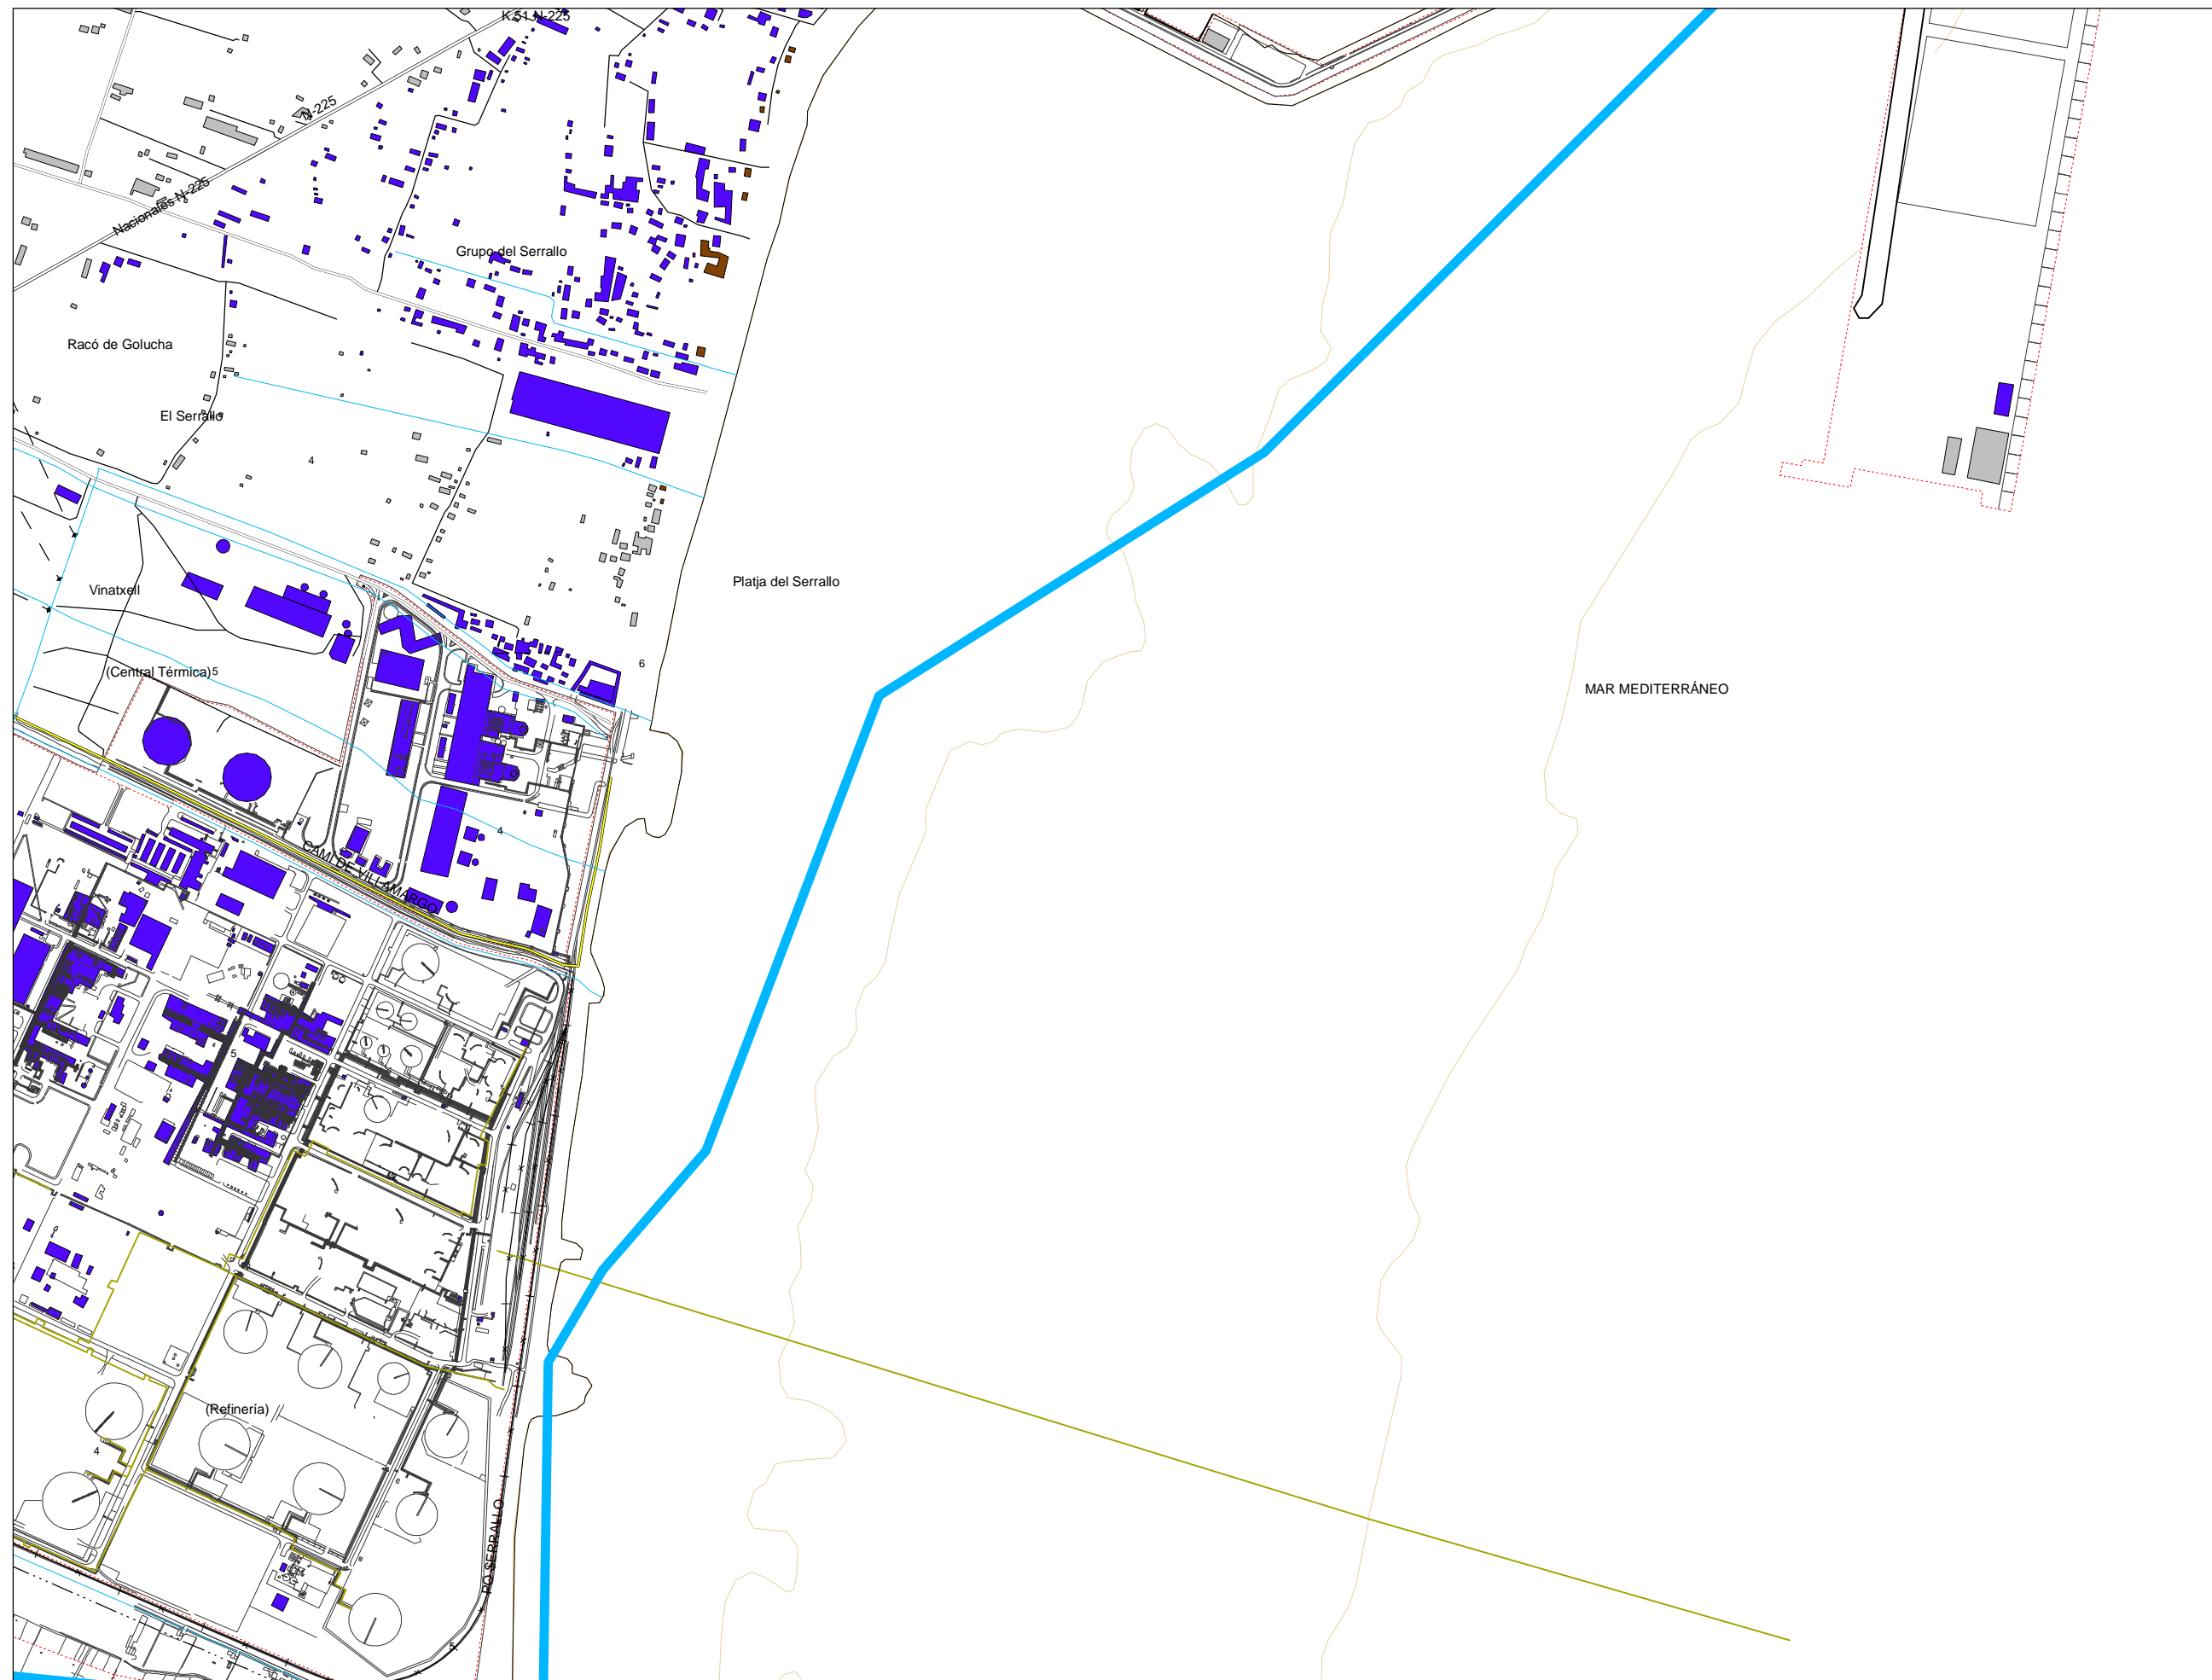 K-51 N-225
N-225
Nacionales N-225
Grupo del Serrallo
Racó de Golucha
El Serrallo
4
Platja del Serrallo
Vinatxell
6
(Central Térmica)
5
MAR MEDITERRÁNEO
4
CAMI DE VILLAMARGO
5
(Refinería)
4
PO SERRALLO
5